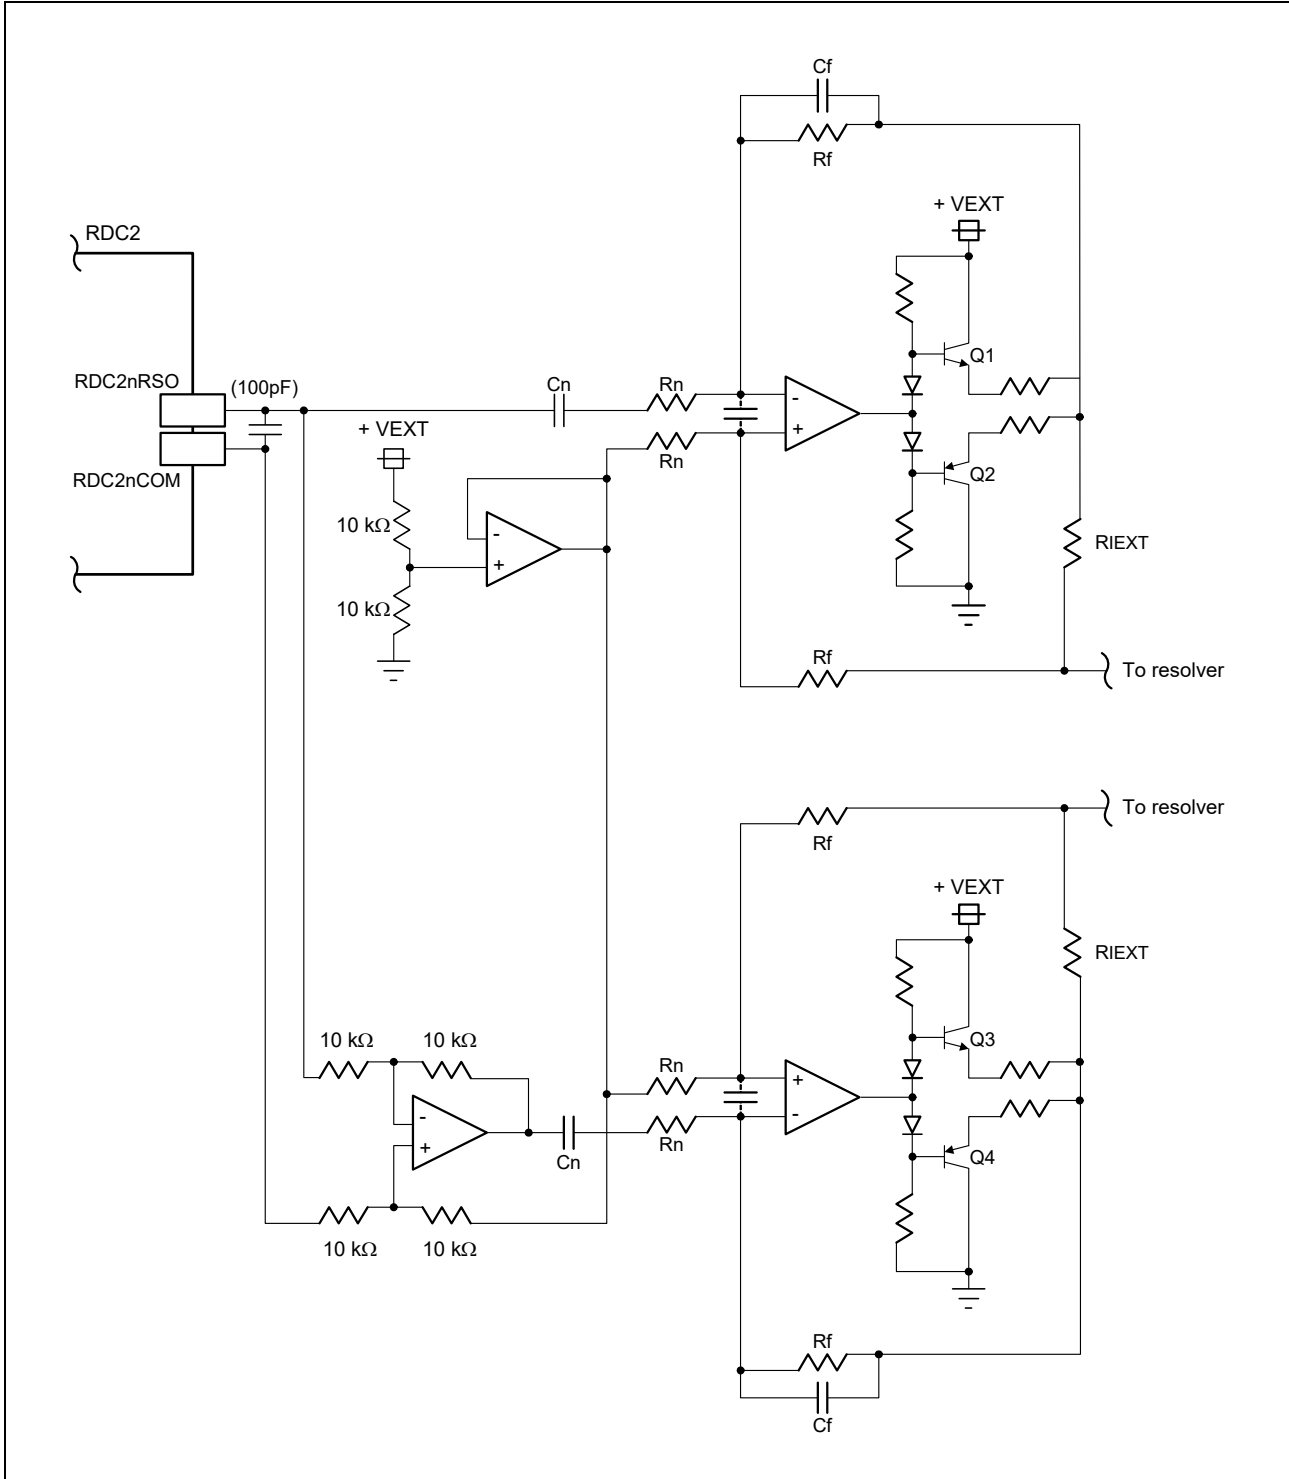 Cf
Rf
+ VEXT
RDC2
Q1
RDC2nRSO
(100pF)
Cn
Rn
-
+
+ VEXT
Rn
Q2
RDC2nCOM
10 kΩ
-
+
RIEXT
10 kΩ
Rf
To resolver
To resolver
Rf
+ VEXT
RIEXT
10 kΩ
10 kΩ
Q3
Rn
+
-
-
+
Rn
Cn
Q4
10 kΩ
10 kΩ
Rf
Cf